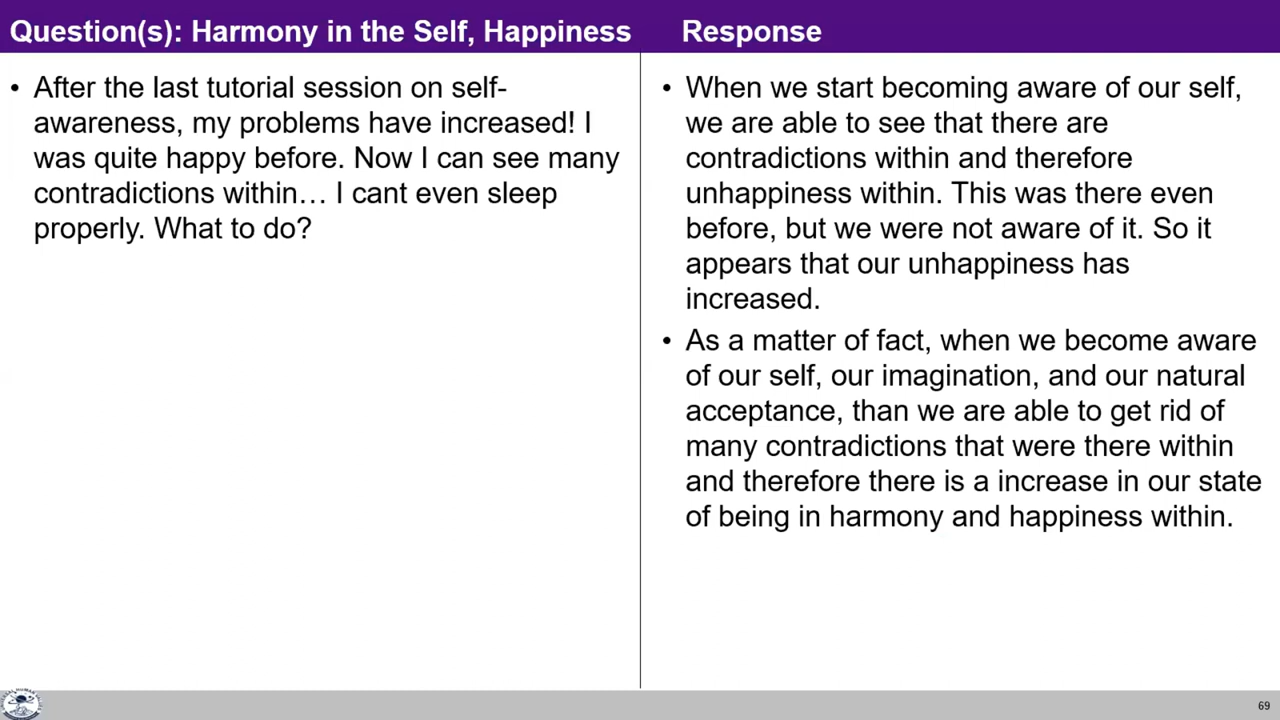 Question(s): Harmony in the Self, Happiness
Response
• After the last tutorial session on self-
awareness, my problems have increased! I
was quite happy before. Now I can see many
contradictions within… I cant even sleep
properly. What to do?
• When we start becoming aware of our self,
we are able to see that there are
contradictions within and therefore
unhappiness within. This was there even
before, but we were not aware of it. So it
appears that our unhappiness has
increased.
• As a matter of fact, when we become aware
of our self, our imagination, and our natural
acceptance, than we are able to get rid of
many contradictions that were there within
and therefore there is a increase in our state
of being in harmony and happiness within.
69